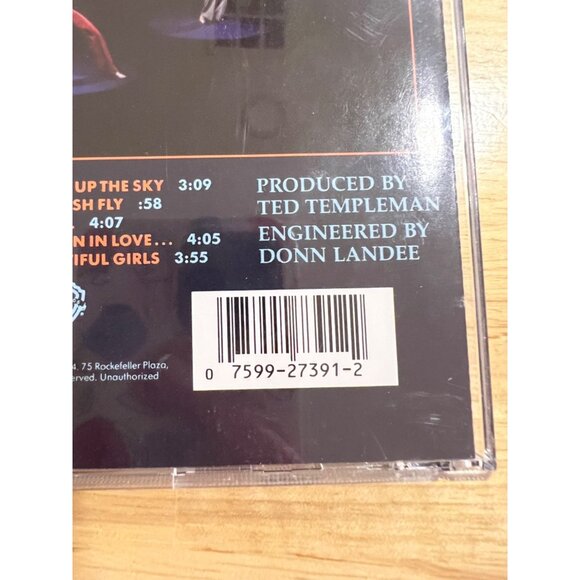 UP THE SKY 3:09
SH FLY :58
4:07
N IN LOVE... 4:05
TIFUL GIRLS 3:55
PRODUCED BY
TED TEMPLEMAN
ENGINEERED BY
DONN LANDEE
4. 75 Rockefeller Plaza,
erved. Unauthorized
0 7599-27391-2